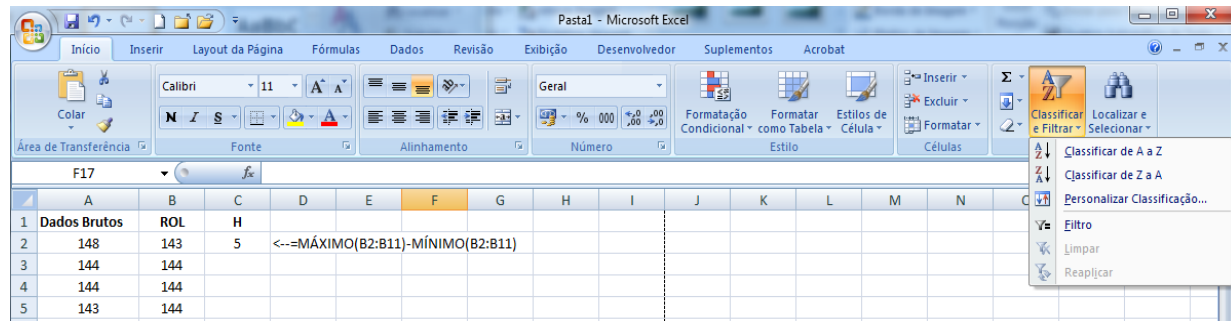 Pasta1 - Microsoft Excel
Início Inserir Layout da Página Fórmulas Dados Revisão Exibição Desenvolvedor Suplementos Acrobat
Colar
Calibri 11 A A
N I S A
Geral
% 000 ,0 ,00 ,00 ,0
Formatação Condicional
Formatar como Tabela
Estilos de Célula
Inserir
Excluir
Formatar
Σ
Classificar e Filtrar
Localizar e Selecionar
Área de Transferência Fonte Alinhamento Número Estilo Células
Classificar de A a Z
Classificar de Z a A
Personalizar Classificação...
Filtro
Limpar
Reaplicar
F17 fx
A B C D E F G H I J K L M N
1 Dados Brutos ROL H
2 148 143 5 <--=MÁXIMO(B2:B11)-MÍNIMO(B2:B11)
3 144 144
4 144 144
5 143 144